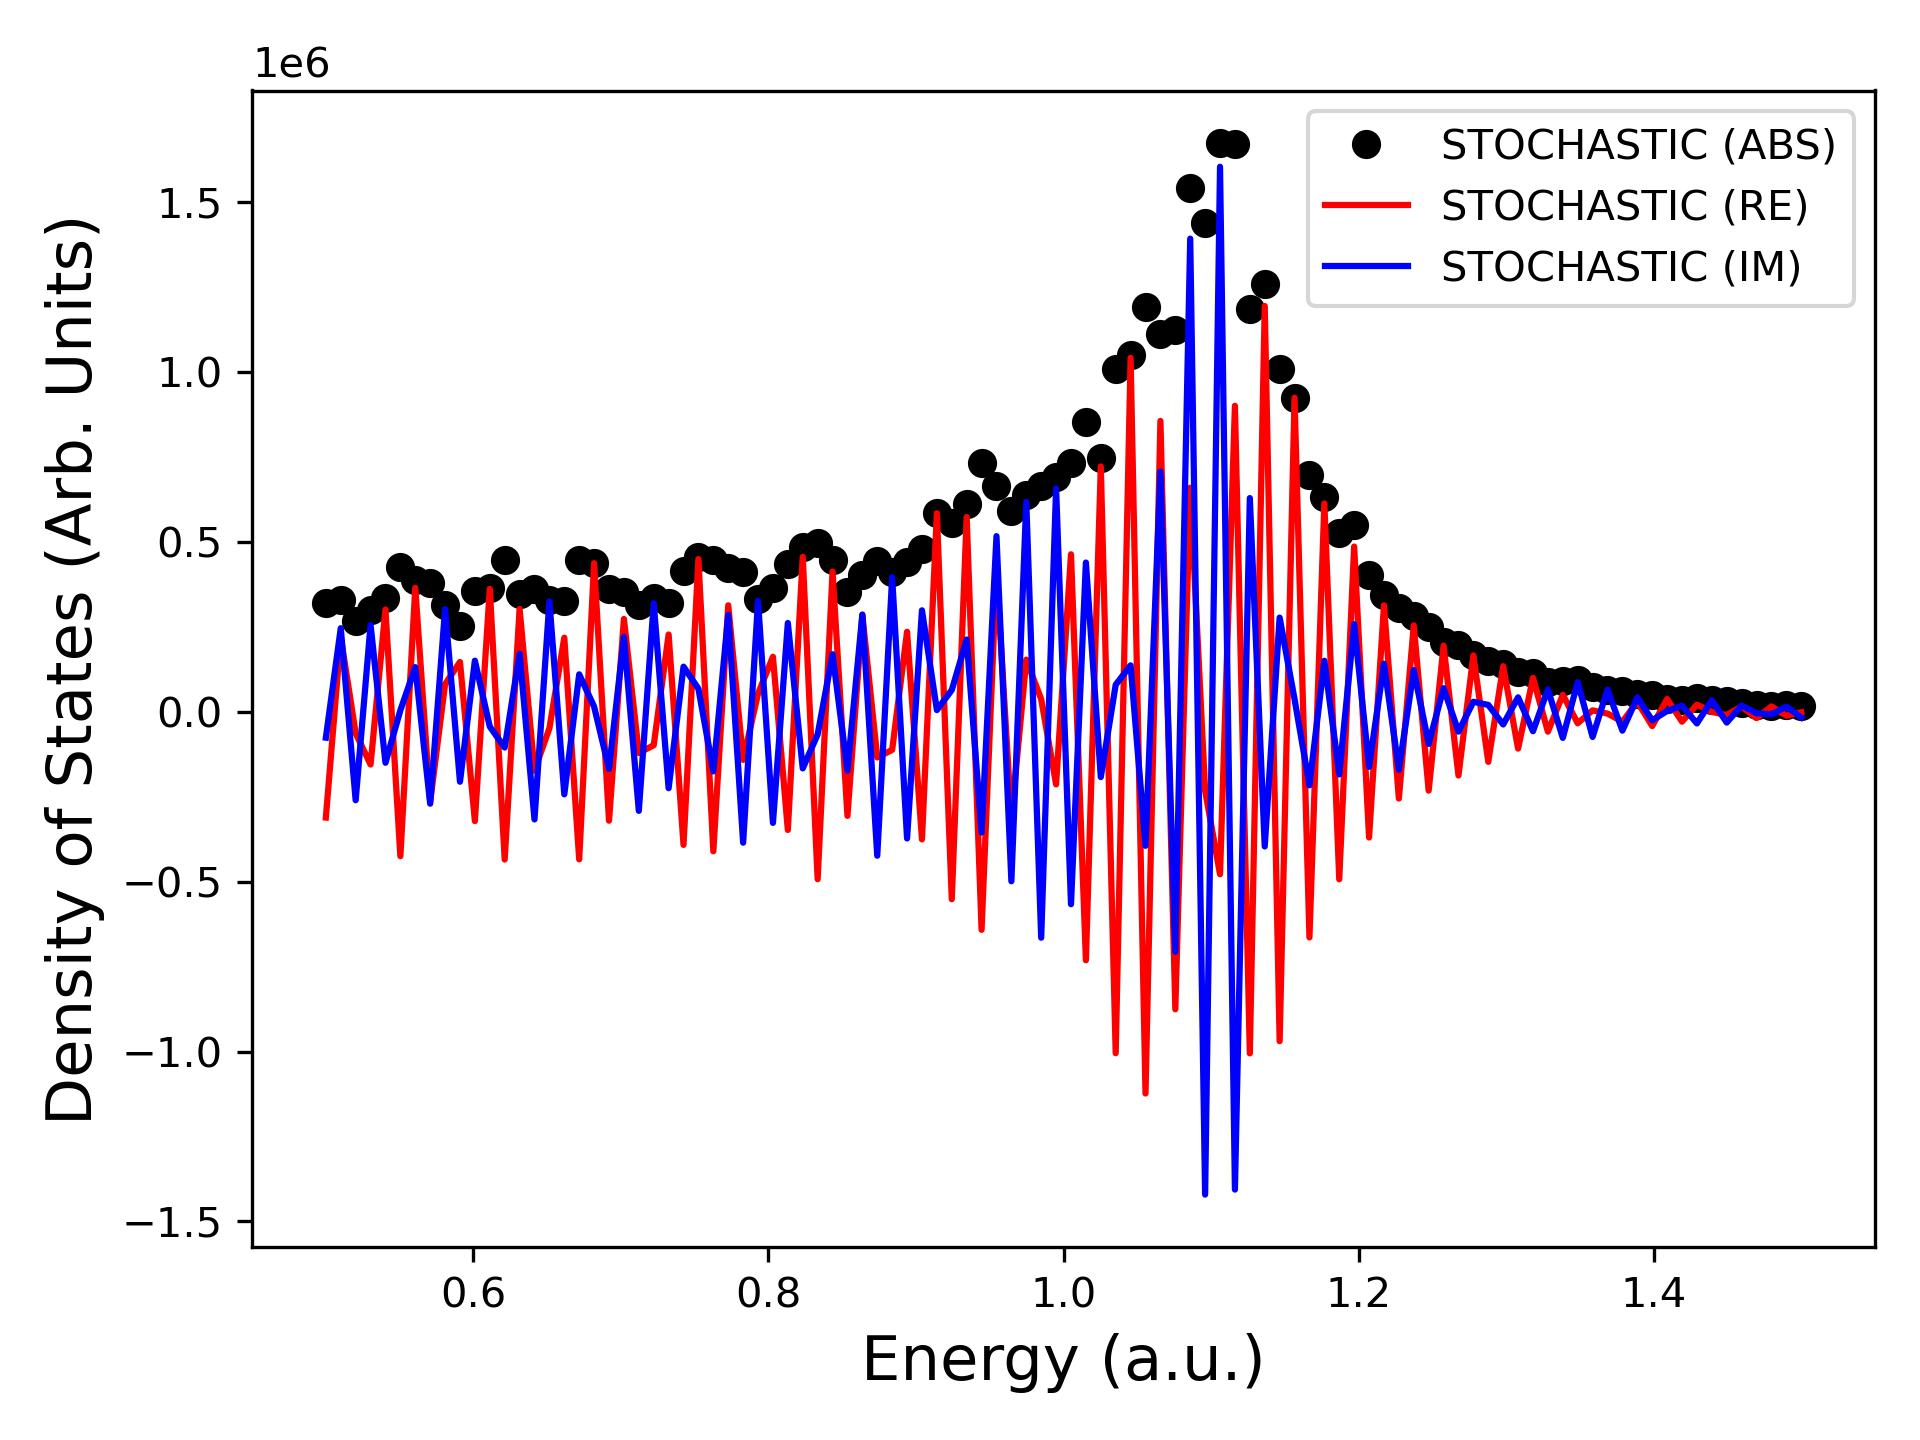 1e6
STOCHASTIC (ABS)
STOCHASTIC (RE)
STOCHASTIC (IM)
Density of States (Arb. Units)
1.5
1.0
0.5
0.0
−0.5
−1.0
−1.5
0.6 0.8 1.0 1.2 1.4
Energy (a.u.)